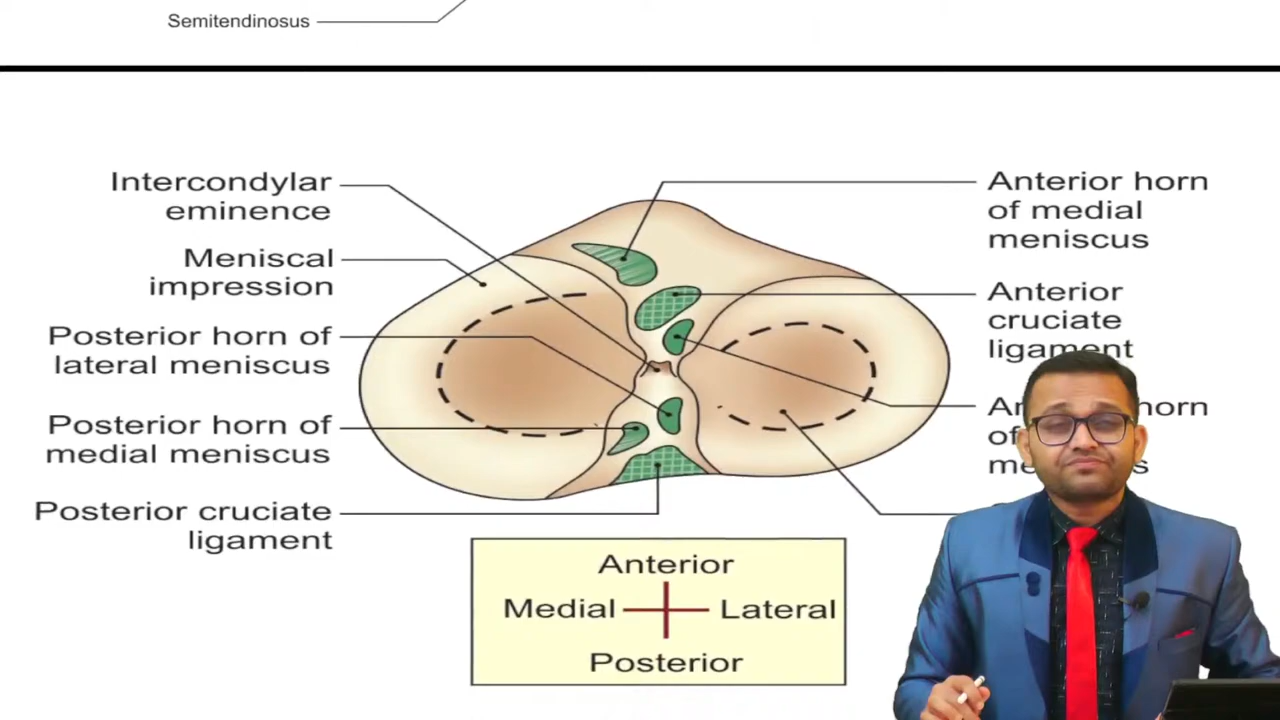 Semitendinosus
Intercondylar
eminence
Meniscal
impression
Posterior horn of
lateral meniscus
Posterior horn of
medial meniscus
Posterior cruciate
ligament
Anterior horn
of medial
meniscus
Anterior
cruciate
ligament
horn
Anterior
Medial
Lateral
Posterior